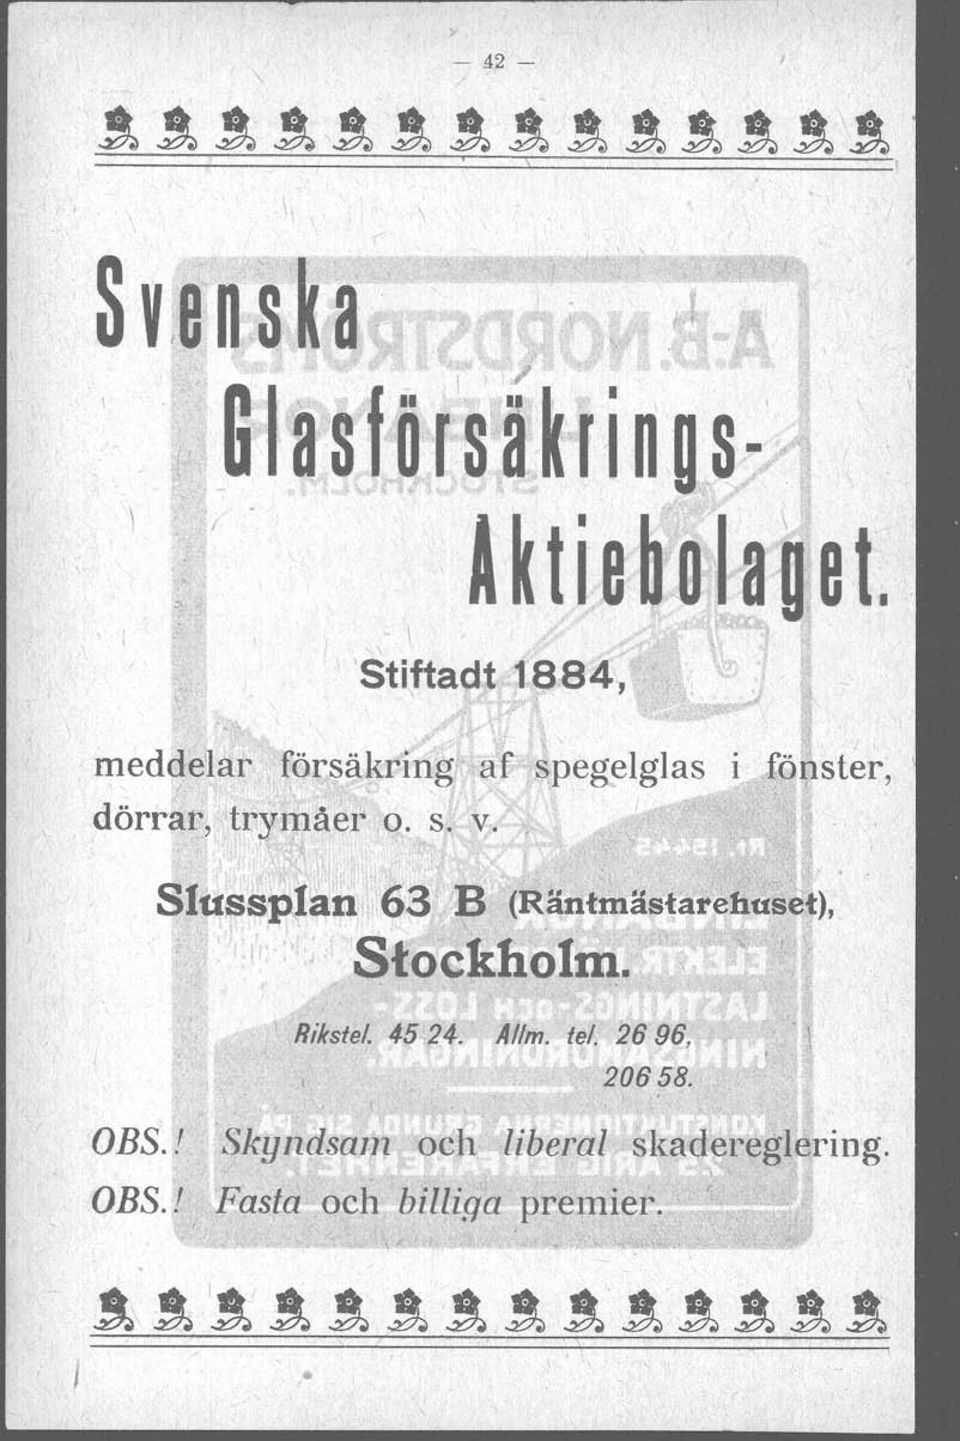 — 42 —
Svenska
Glasförsäkrings-
Aktiebolaget.
Stiftadt 1884,
meddelar försäkring af spegelglas i fönster,
dörrar, trymåer o. s. v.
Slussplan 63 B (Räntmästarehuset),
Stockholm.
Rikstel. 45 24. Allm. tel. 26 96,
206 58.
OBS.! Skyndsam och liberal skadereglering.
OBS.! Fasta och billiga premier.